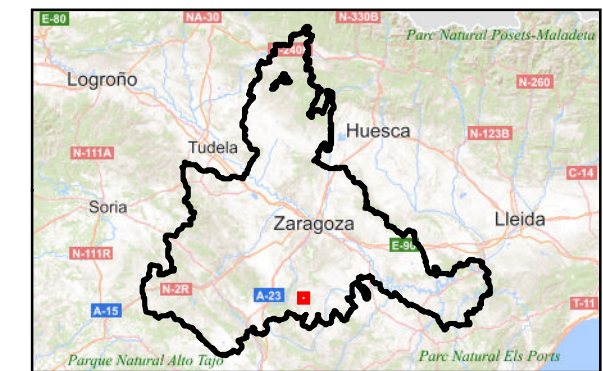 E-80
NA-30
N-330B
Parc Natural Posets-Maladeta
N-240
Logroño
N-260
Huesca
N-123B
Tudela
N-111A
C-14
Soria
Zaragoza
Lleida
E-90
N-111R
N-2R
A-23
A-15
T-11
Parque Natural Alto Tajo
Parc Natural Els Ports